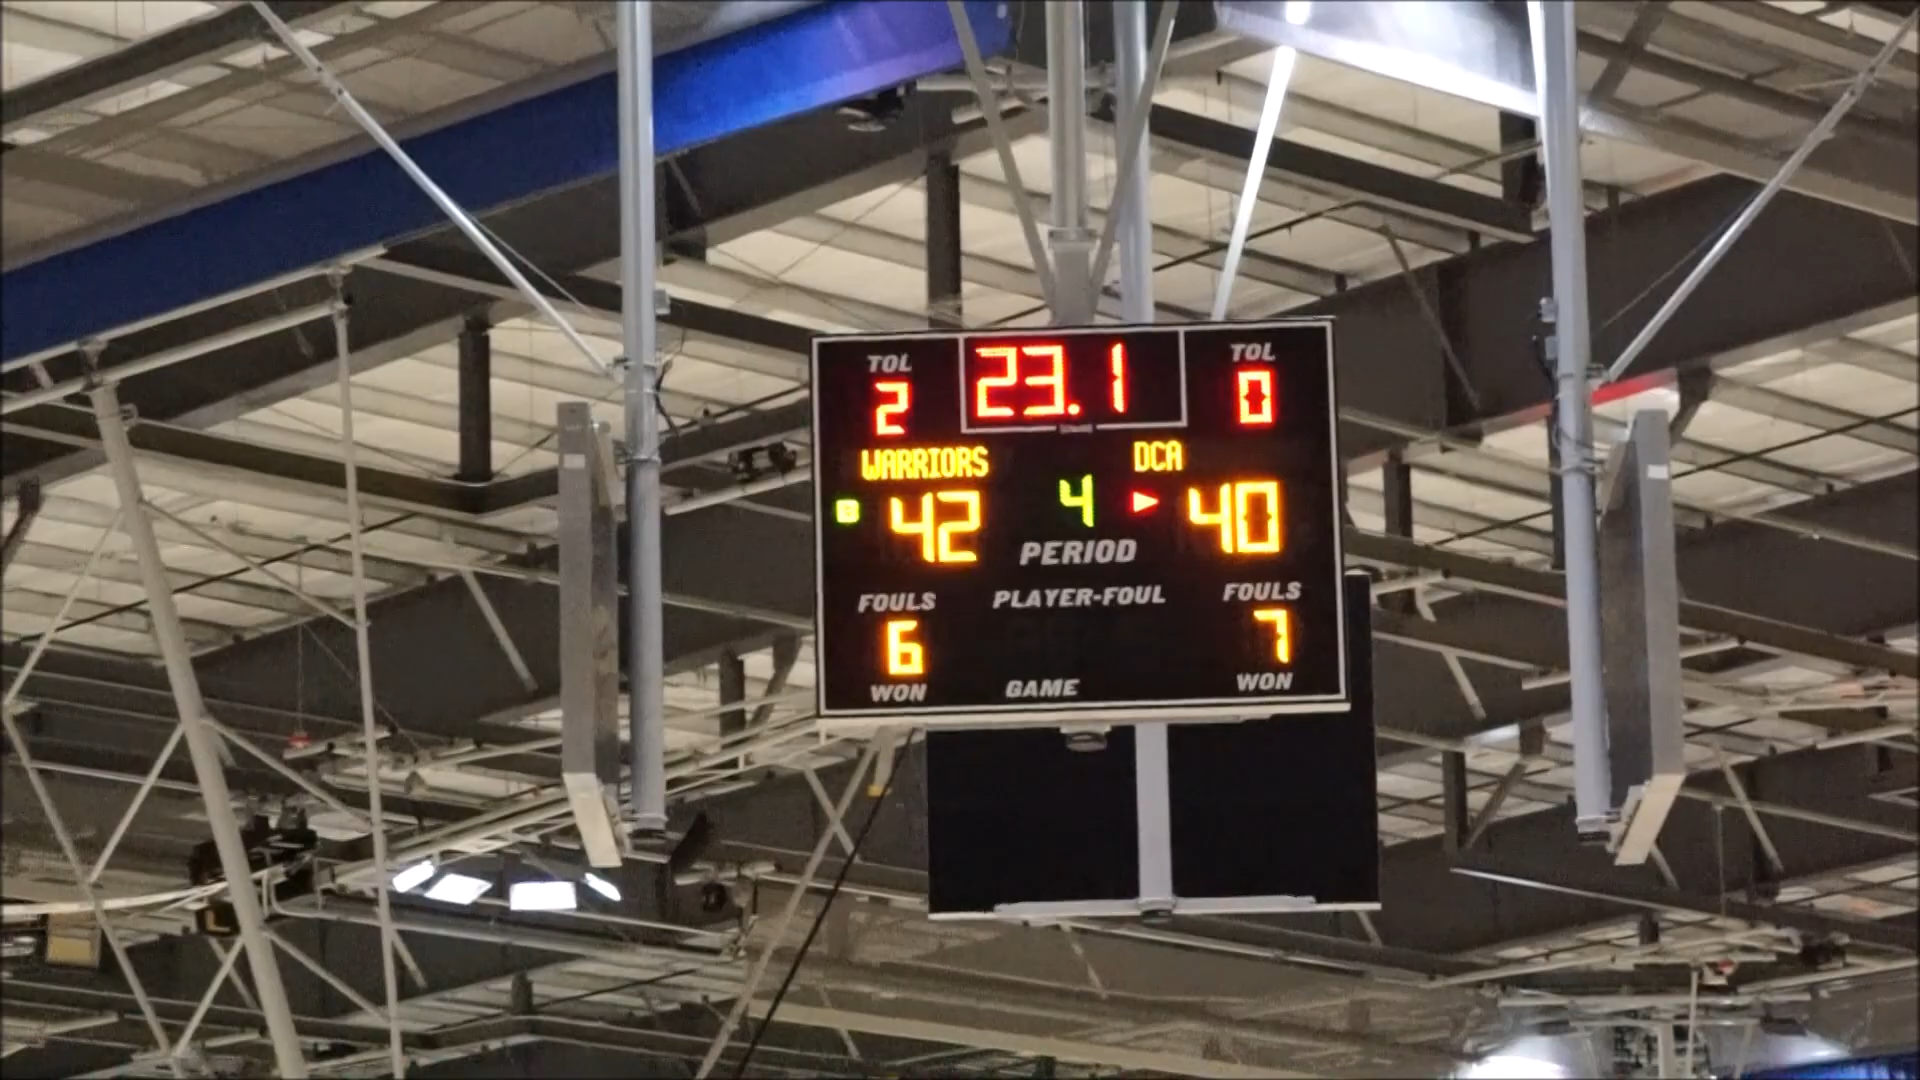 TOL 23.1 TOL
2 0
WARRIORS DCA
B 42 4 40
PERIOD
FOULS PLAYER-FOUL FOULS
6 7
WON GAME WON